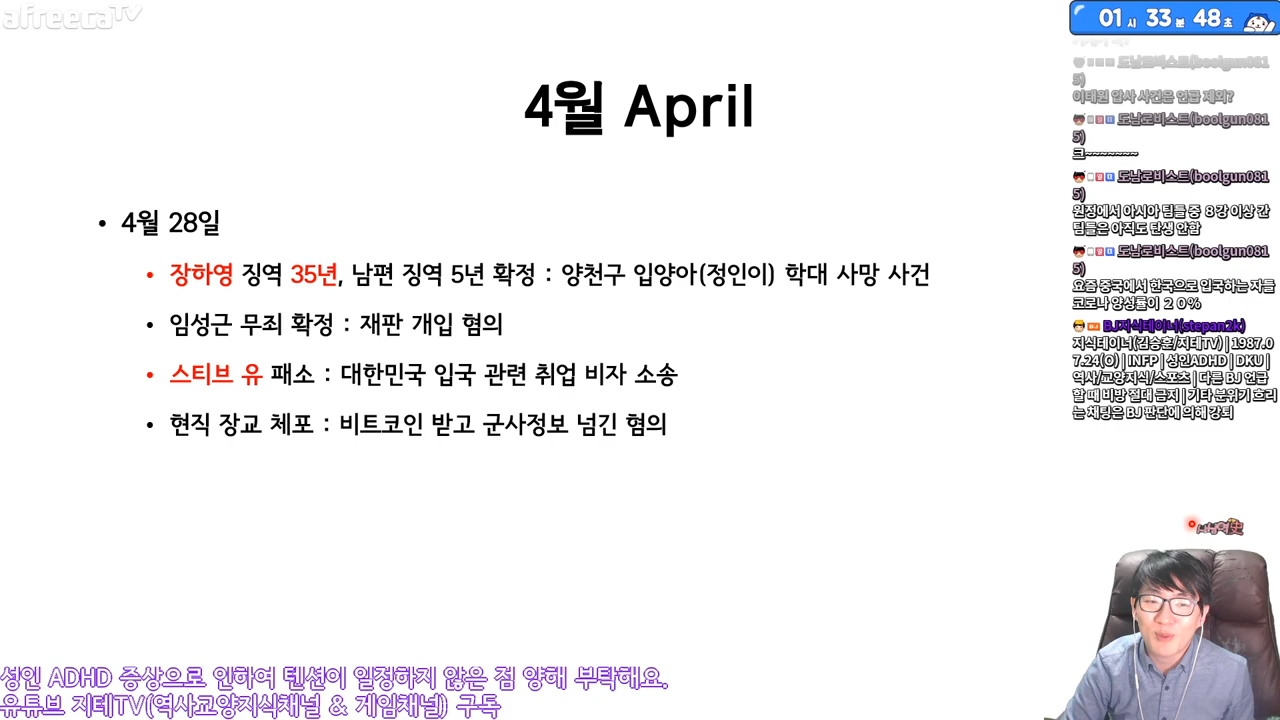 afreecaTV
01시 33분 48초
도남로비스트(boolgun081
5)
이태원 압사 사건은 언급 제외?
도남로비스트(boolgun081
5)
크~~~~~~~
도남로비스트(boolgun081
5)
원정에서 아시아 팀들 중 8강 이상 간
팀들은 아직도 탄생 안함
도남로비스트(boolgun081
5)
요즘 중국에서 한국으로 입국하는 자들
코로나 양성률이 20%
BJ지식테이너(stepan2k)
지식테이너(김승훈/지테TV) | 1987.0
7.24(O) | INFP | 성인ADHD | DKU |
역사/교양지식/스포츠 | 다른 BJ 언급
할 때 비방 절대 금지 | 기타 분위기 흐리
는 채팅은 BJ 판단에 의해 강퇴
4월 April
• 4월 28일
• 장하영 징역 35년, 남편 징역 5년 확정 : 양천구 입양아(정인이) 학대 사망 사건
• 임성근 무죄 확정 : 재판 개입 혐의
• 스티브 유 패소 : 대한민국 입국 관련 취업 비자 소송
• 현직 장교 체포 : 비트코인 받고 군사정보 넘긴 혐의
성인 ADHD 증상으로 인하여 텐션이 일정하지 않은 점 양해 부탁해요.
유튜브 지테TV(역사교양지식채널 & 게임채널) 구독